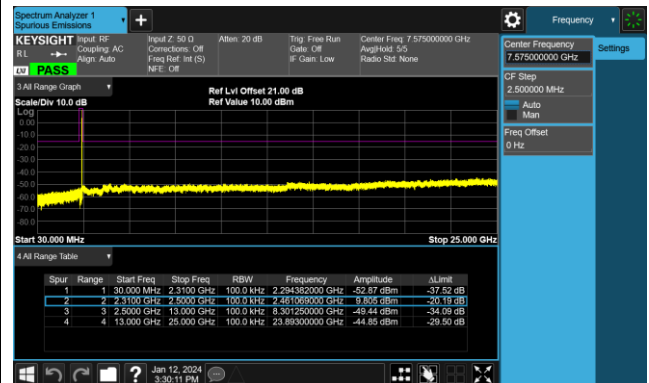 Spectrum Analyzer 1
Spurious Emissions
Frequency
KEYSIGHT Input: RF Input Z: 50 Ω Atten: 20 dB Trig: Free Run Center Freq: 7.575000000 GHz
RL Coupling: AC Corrections: Off Gate: Off Avg|Hold: 5/5
Align: Auto Freq Ref: Int (S) IF Gain: Low Radio Std: None
LXI PASS NFE: Off
Center Frequency
7.575000000 GHz
Settings
CF Step
2.500000 MHz
Auto
Man
Freq Offset
0 Hz
3 All Range Graph
Ref Lvl Offset 21.00 dB
Scale/Div 10.0 dB Ref Value 10.00 dBm
Log
0.00
-10.0
-20.0
-30.0
-40.0
-50.0
-60.0
-70.0
-80.0
Start 30.000 MHz Stop 25.000 GHz
4 All Range Table
Spur Range Start Freq Stop Freq RBW Frequency Amplitude ΔLimit
1 1 30.000 MHz 2.3100 GHz 100.0 kHz 2.294382000 GHz -52.87 dBm -37.52 dB
2 2 2.3100 GHz 2.5000 GHz 100.0 kHz 2.461069000 GHz 9.805 dBm -20.19 dB
3 3 2.5000 GHz 13.000 GHz 100.0 kHz 8.301250000 GHz -49.44 dBm -34.09 dB
4 4 13.000 GHz 25.000 GHz 100.0 kHz 23.89300000 GHz -44.85 dBm -29.50 dB
Jan 12, 2024
3:30:11 PM